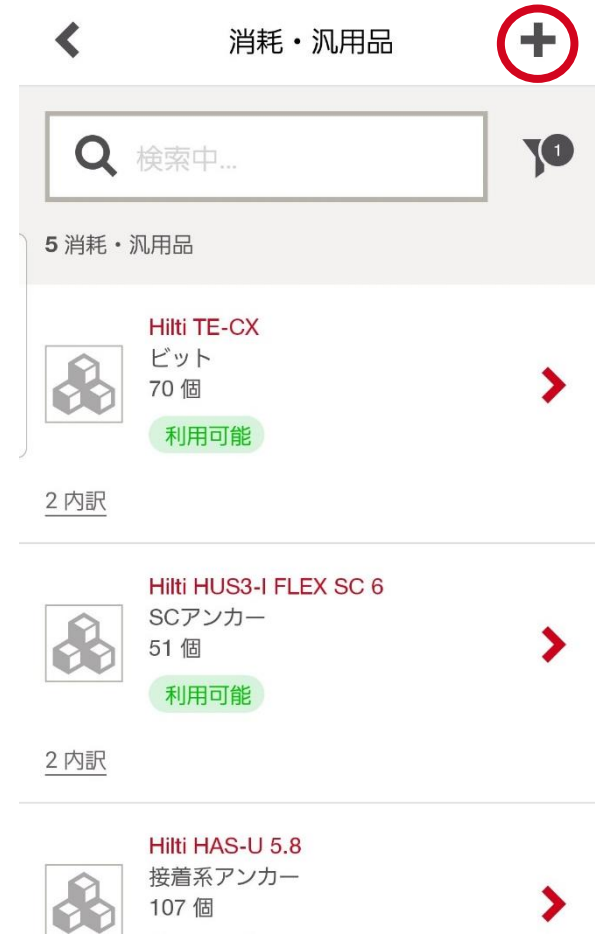 消耗・汎用品
検索中...
1
5 消耗・汎用品
Hilti TE-CX
ビット
70 個
利用可能
2 内訳
Hilti HUS3-I FLEX SC 6
SCアンカー
51 個
利用可能
2 内訳
Hilti HAS-U 5.8
接着系アンカー
107 個